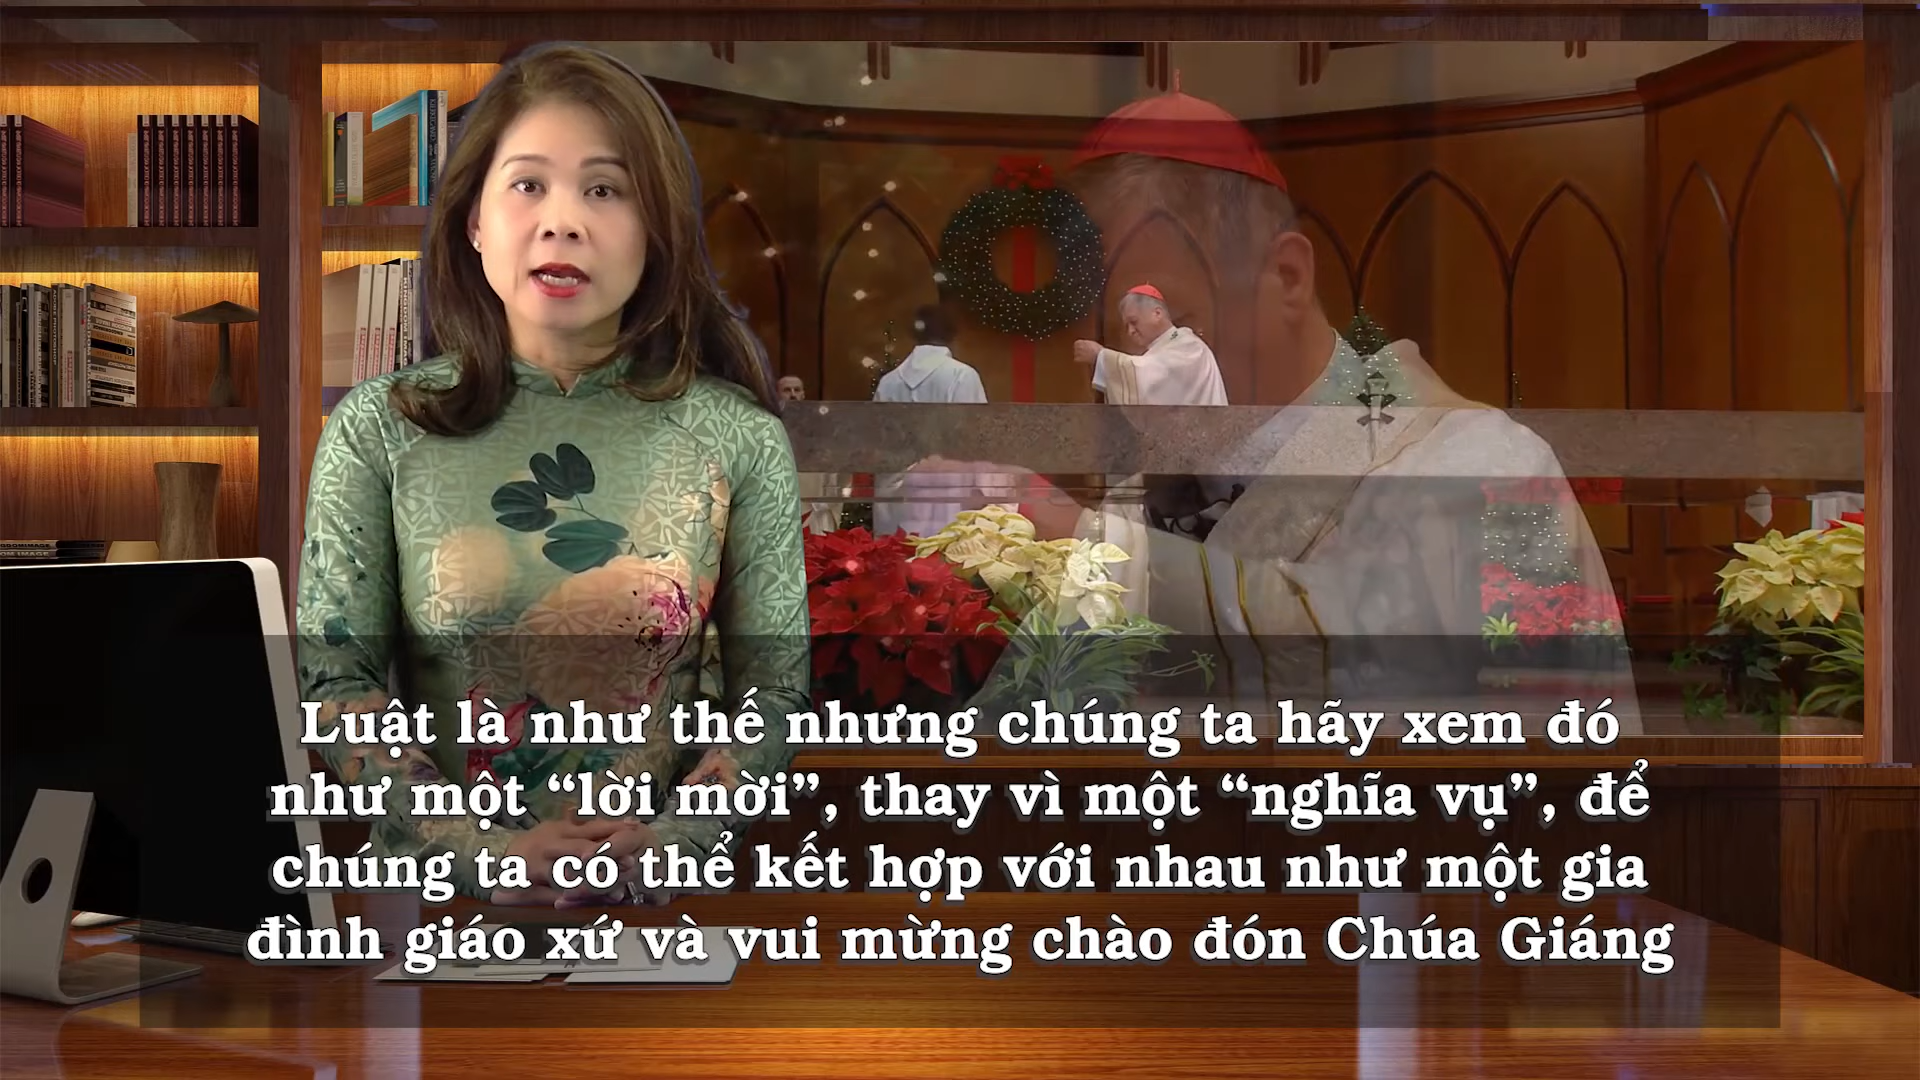 Luật là như thế nhưng chúng ta hãy xem đó
như một “lời mời”, thay vì một “nghĩa vụ”, để
chúng ta có thể kết hợp với nhau như một gia
đình giáo xứ và vui mừng chào đón Chúa Giáng